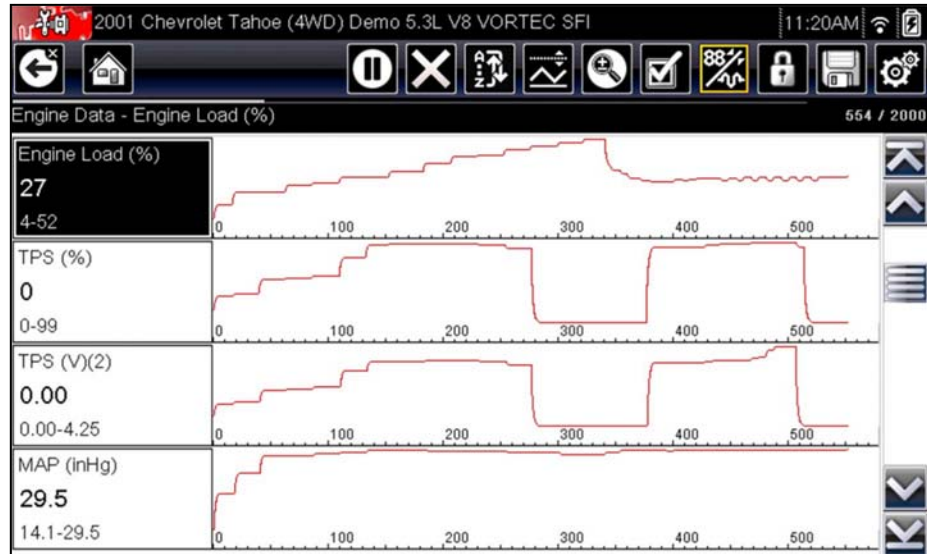 2001 Chevrolet Tahoe (4WD) Demo 5.3L V8 VORTEC SFI 11:20AM
A
Z
88
Engine Data - Engine Load (%) 554 / 2000
Engine Load (%)
27
4-52
0 100 200 300 400 500
TPS (%)
0
0-99
0 100 200 300 400 500
TPS (V)(2)
0.00
0.00-4.25
0 100 200 300 400 500
MAP (inHg)
29.5
14.1-29.5
0 100 200 300 400 500